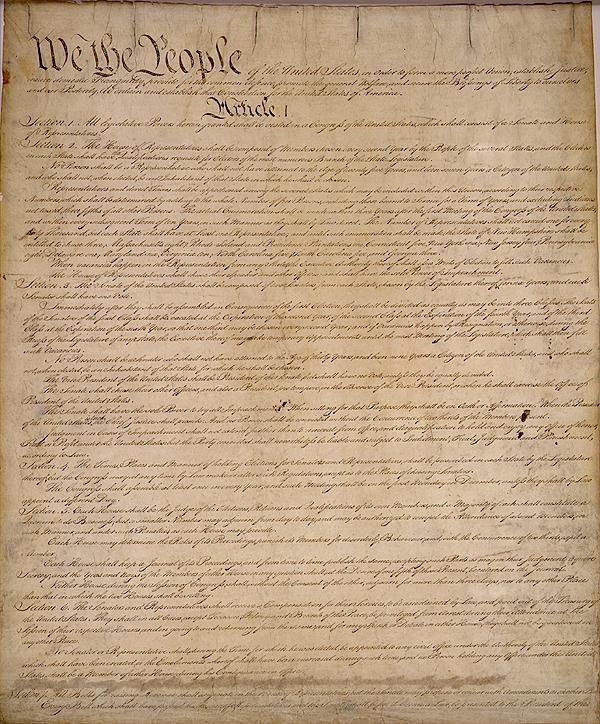 We the People of the United States, in Order to form a more perfect Union, establish Justice,
insure domestic Tranquility, provide for the common defence, promote the general Welfare, and secure the Blessings of Liberty to ourselves
and our Posterity, do ordain and establish this Constitution for the United States of America.
Article. I.
Section. 1. All legislative Powers herein granted shall be vested in a Congress of the United States, which shall consist of a Senate and House
of Representatives.
Section. 2. The House of Representatives shall be composed of Members chosen every second Year by the People of the several States, and the Electors
in each State shall have the Qualifications requisite for Electors of the most numerous Branch of the State Legislature.
No Person shall be a Representative who shall not have attained to the Age of twenty five Years, and been seven Years a Citizen of the United States,
and who shall not, when elected, be an Inhabitant of that State in which he shall be chosen.
Representatives and direct Taxes shall be apportioned among the several States which may be included within this Union, according to their respective
Numbers, which shall be determined by adding to the whole Number of free Persons, including those bound to Service for a Term of Years, and excluding Indians
not taxed, three fifths of all other Persons. The actual Enumeration shall be made within three Years after the first Meeting of the Congress of the United States,
and within every subsequent Term of ten Years, in such Manner as they shall by Law direct. The Number of Representatives shall not exceed one for every
thirty Thousand, but each State shall have at Least one Representative; and until such enumeration shall be made, the State of New Hampshire shall be
entitled to chuse three, Massachusetts eight, Rhode-Island and Providence Plantations one, Connecticut five, New-York six, New Jersey four, Pennsylvania
eight, Delaware one, Maryland six, Virginia ten, North Carolina five, South Carolina five, and Georgia three.
When vacancies happen in the Representation from any State, the Executive Authority thereof shall issue Writs of Election to fill such Vacancies.
The House of Representatives shall chuse their Speaker and other Officers; and shall have the sole Power of Impeachment.
Section. 3. The Senate of the United States shall be composed of two Senators from each State, chosen by the Legislature thereof, for six Years; and each
Senator shall have one Vote.
Immediately after they shall be assembled in Consequence of the first Election, they shall be divided as equally as may be into three Classes. The Seats
of the Senators of the first Class shall be vacated at the Expiration of the second Year, of the second Class at the Expiration of the fourth Year, and of the third
Class at the Expiration of the sixth Year, so that one third may be chosen every second Year; and if Vacancies happen by Resignation, or otherwise, during the
Recess of the Legislature of any State, the Executive thereof may make temporary Appointments until the next Meeting of the Legislature, which shall then fill
such Vacancies.
No Person shall be a Senator who shall not have attained to the Age of thirty Years, and been nine Years a Citizen of the United States, and who shall
not, when elected, be an Inhabitant of that State for which he shall be chosen.
The Vice President of the United States shall be President of the Senate, but shall have no Vote, unless they be equally divided.
The Senate shall chuse their other Officers, and also a President pro tempore, in the Absence of the Vice President, or when he shall exercise the Office of
President of the United States.
The Senate shall have the sole Power to try all Impeachments. When sitting for that Purpose, they shall be on Oath or Affirmation. When the President
of the United States is tried, the Chief Justice shall preside: And no Person shall be convicted without the Concurrence of two thirds of the Members present.
Judgment in Cases of Impeachment shall not extend further than to removal from Office, and disqualification to hold and enjoy any Office of honor,
Trust or Profit under the United States: but the Party convicted shall nevertheless be liable and subject to Indictment, Trial, Judgment and Punishment,
according to Law.
Section. 4. The Times, Places and Manner of holding Elections for Senators and Representatives, shall be prescribed in each State by the Legislature
thereof; but the Congress may at any time by Law make or alter such Regulations, except as to the Places of chusing Senators.
The Congress shall assemble at least once in every Year, and such Meeting shall be on the first Monday in December, unless they shall by Law
appoint a different Day.
Section. 5. Each House shall be the Judge of the Elections, Returns and Qualifications of its own Members, and a Majority of each shall constitute a
Quorum to do Business; but a smaller Number may adjourn from day to day, and may be authorized to compel the Attendance of absent Members, in
such Manner, and under such Penalties as each House may provide.
Each House may determine the Rules of its Proceedings, punish its Members for disorderly Behaviour, and, with the Concurrence of two thirds, expel a
Member.
Each House shall keep a Journal of its Proceedings, and from time to time publish the same, excepting such Parts as may in their Judgment require
Secrecy; and the Yeas and Nays of the Members of either House on any question shall, at the Desire of one fifth of those Present, be entered on the Journal.
Neither House, during the Session of Congress, shall, without the Consent of the other, adjourn for more than three days, nor to any other Place
than that in which the two Houses shall be sitting.
Section. 6. The Senators and Representatives shall receive a Compensation for their Services, to be ascertained by Law, and paid out of the Treasury of
the United States. They shall in all Cases, except Treason, Felony and Breach of the Peace, be privileged from Arrest during their Attendance at the
Session of their respective Houses, and in going to and returning from the same; and for any Speech or Debate in either House, they shall not be questioned in
any other Place.
No Senator or Representative shall, during the Time for which he was elected, be appointed to any civil Office under the Authority of the United States,
which shall have been created, or the Emoluments whereof shall have been encreased during such time; and no Person holding any Office under the United
States, shall be a Member of either House during his Continuance in Office.
Section. 7. All Bills for raising Revenue shall originate in the House of Representatives; but the Senate may propose or concur with Amendments as on other Bills.
Every Bill which shall have passed the House of Representatives and the Senate, shall, before it become a Law, be presented to the President of the